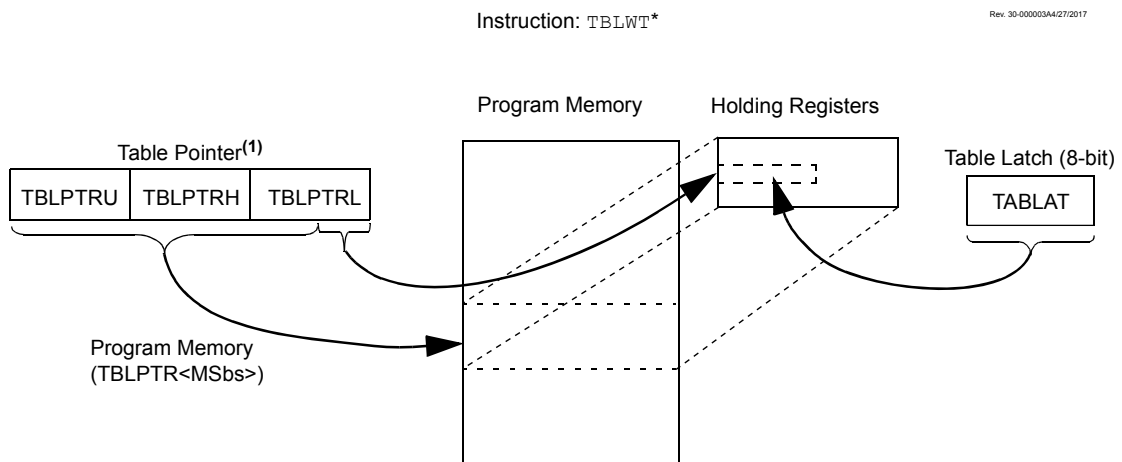 Instruction: TBLWT*
Rev. 30-000003A4/27/2017
Program Memory
Holding Registers
Table Pointer(1)
Table Latch (8-bit)
TBLPTRU
TBLPTRH
TBLPTRL
TABLAT
Program Memory
(TBLPTR<MSbs>)